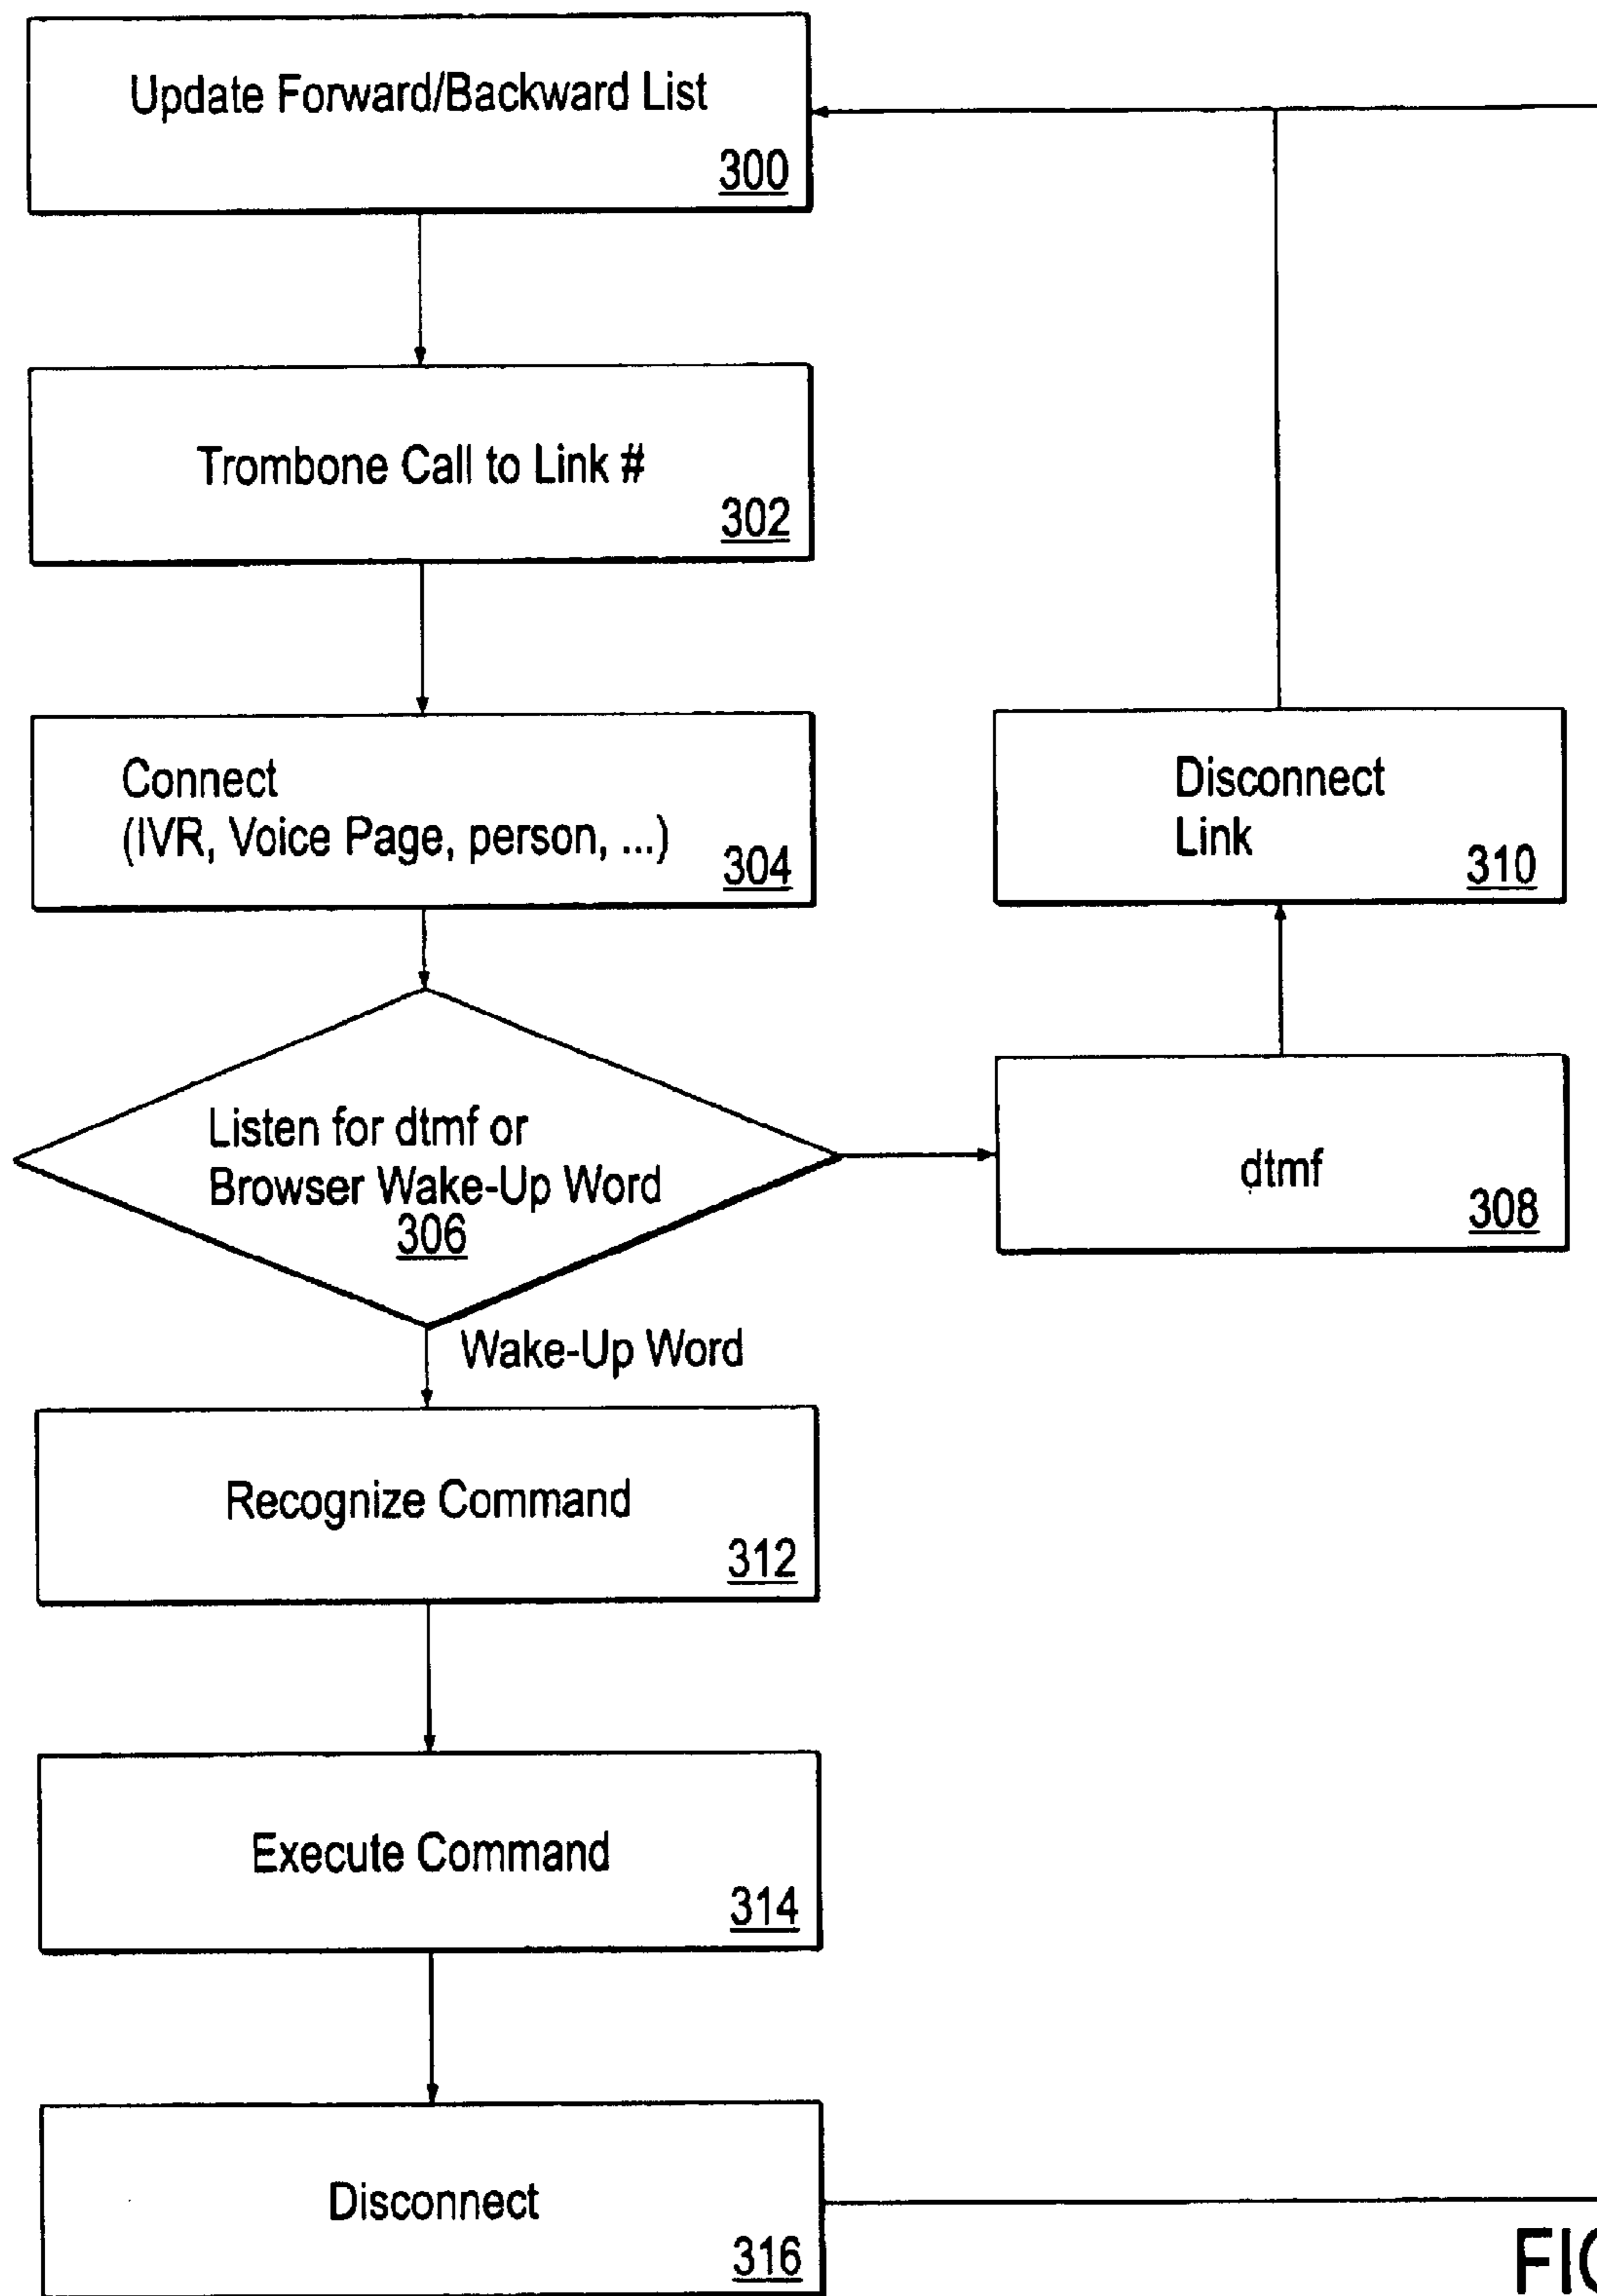 Update Forward/Backward List
300
Trombone Call to Link #
302
Connect
(IVR, Voice Page, person, ...)
304
Disconnect
Link
310
Listen for dtmf or
Browser Wake-Up Word
306
dtmf
308
Wake-Up Word
Recognize Command
312
Execute Command
314
Disconnect
316